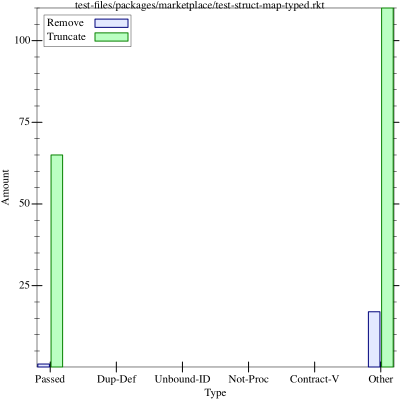 test-files/packages/marketplace/test-struct-map-typed.rkt
Remove
Truncate
100
75
50
25
Amount
Passed Dup-Def Unbound-ID Not-Proc Contract-V Other
Type